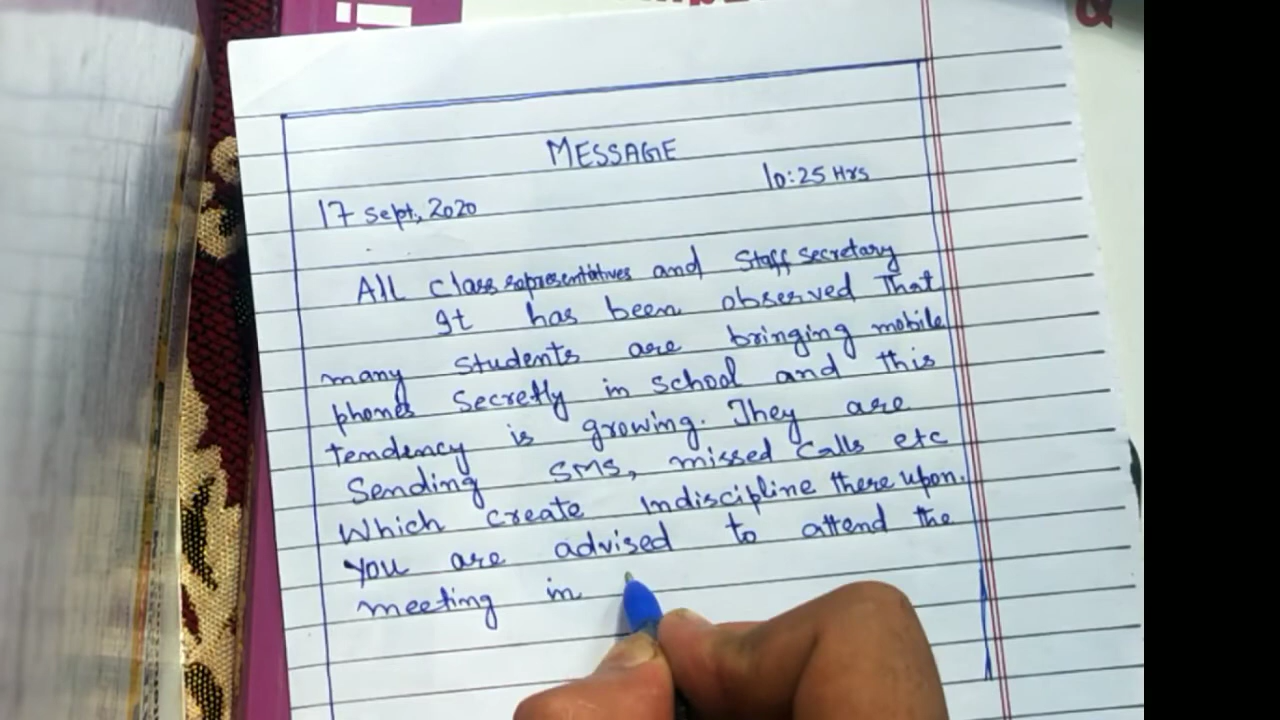 MESSAGE
10:25 Hrs
17 Sept, 2020
All Class representatives and Staff secretary
It has been observed That
many students are bringing mobile
phones Secretly in school and this
tendency is growing. They are
Sending SMS, missed Calls etc
Which create Indiscipline there upon.
You are advised to attend the
meeting in
&